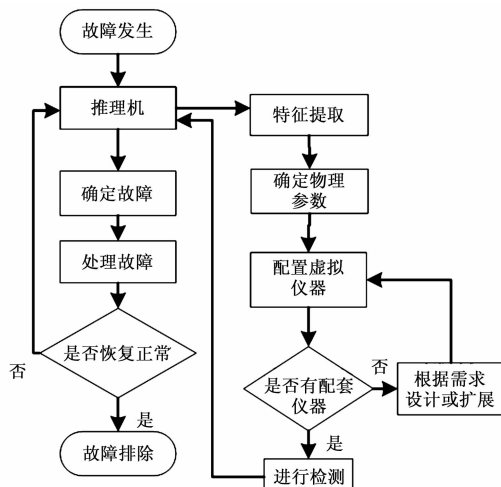 故障发生
推理机
确定故障
处理故障
是否恢复正常
否
是
故障排除
特征提取
确定物理
参数
配置虚拟
仪器
是否有配套
仪器
否
根据需求
设计或扩展
是
进行检测